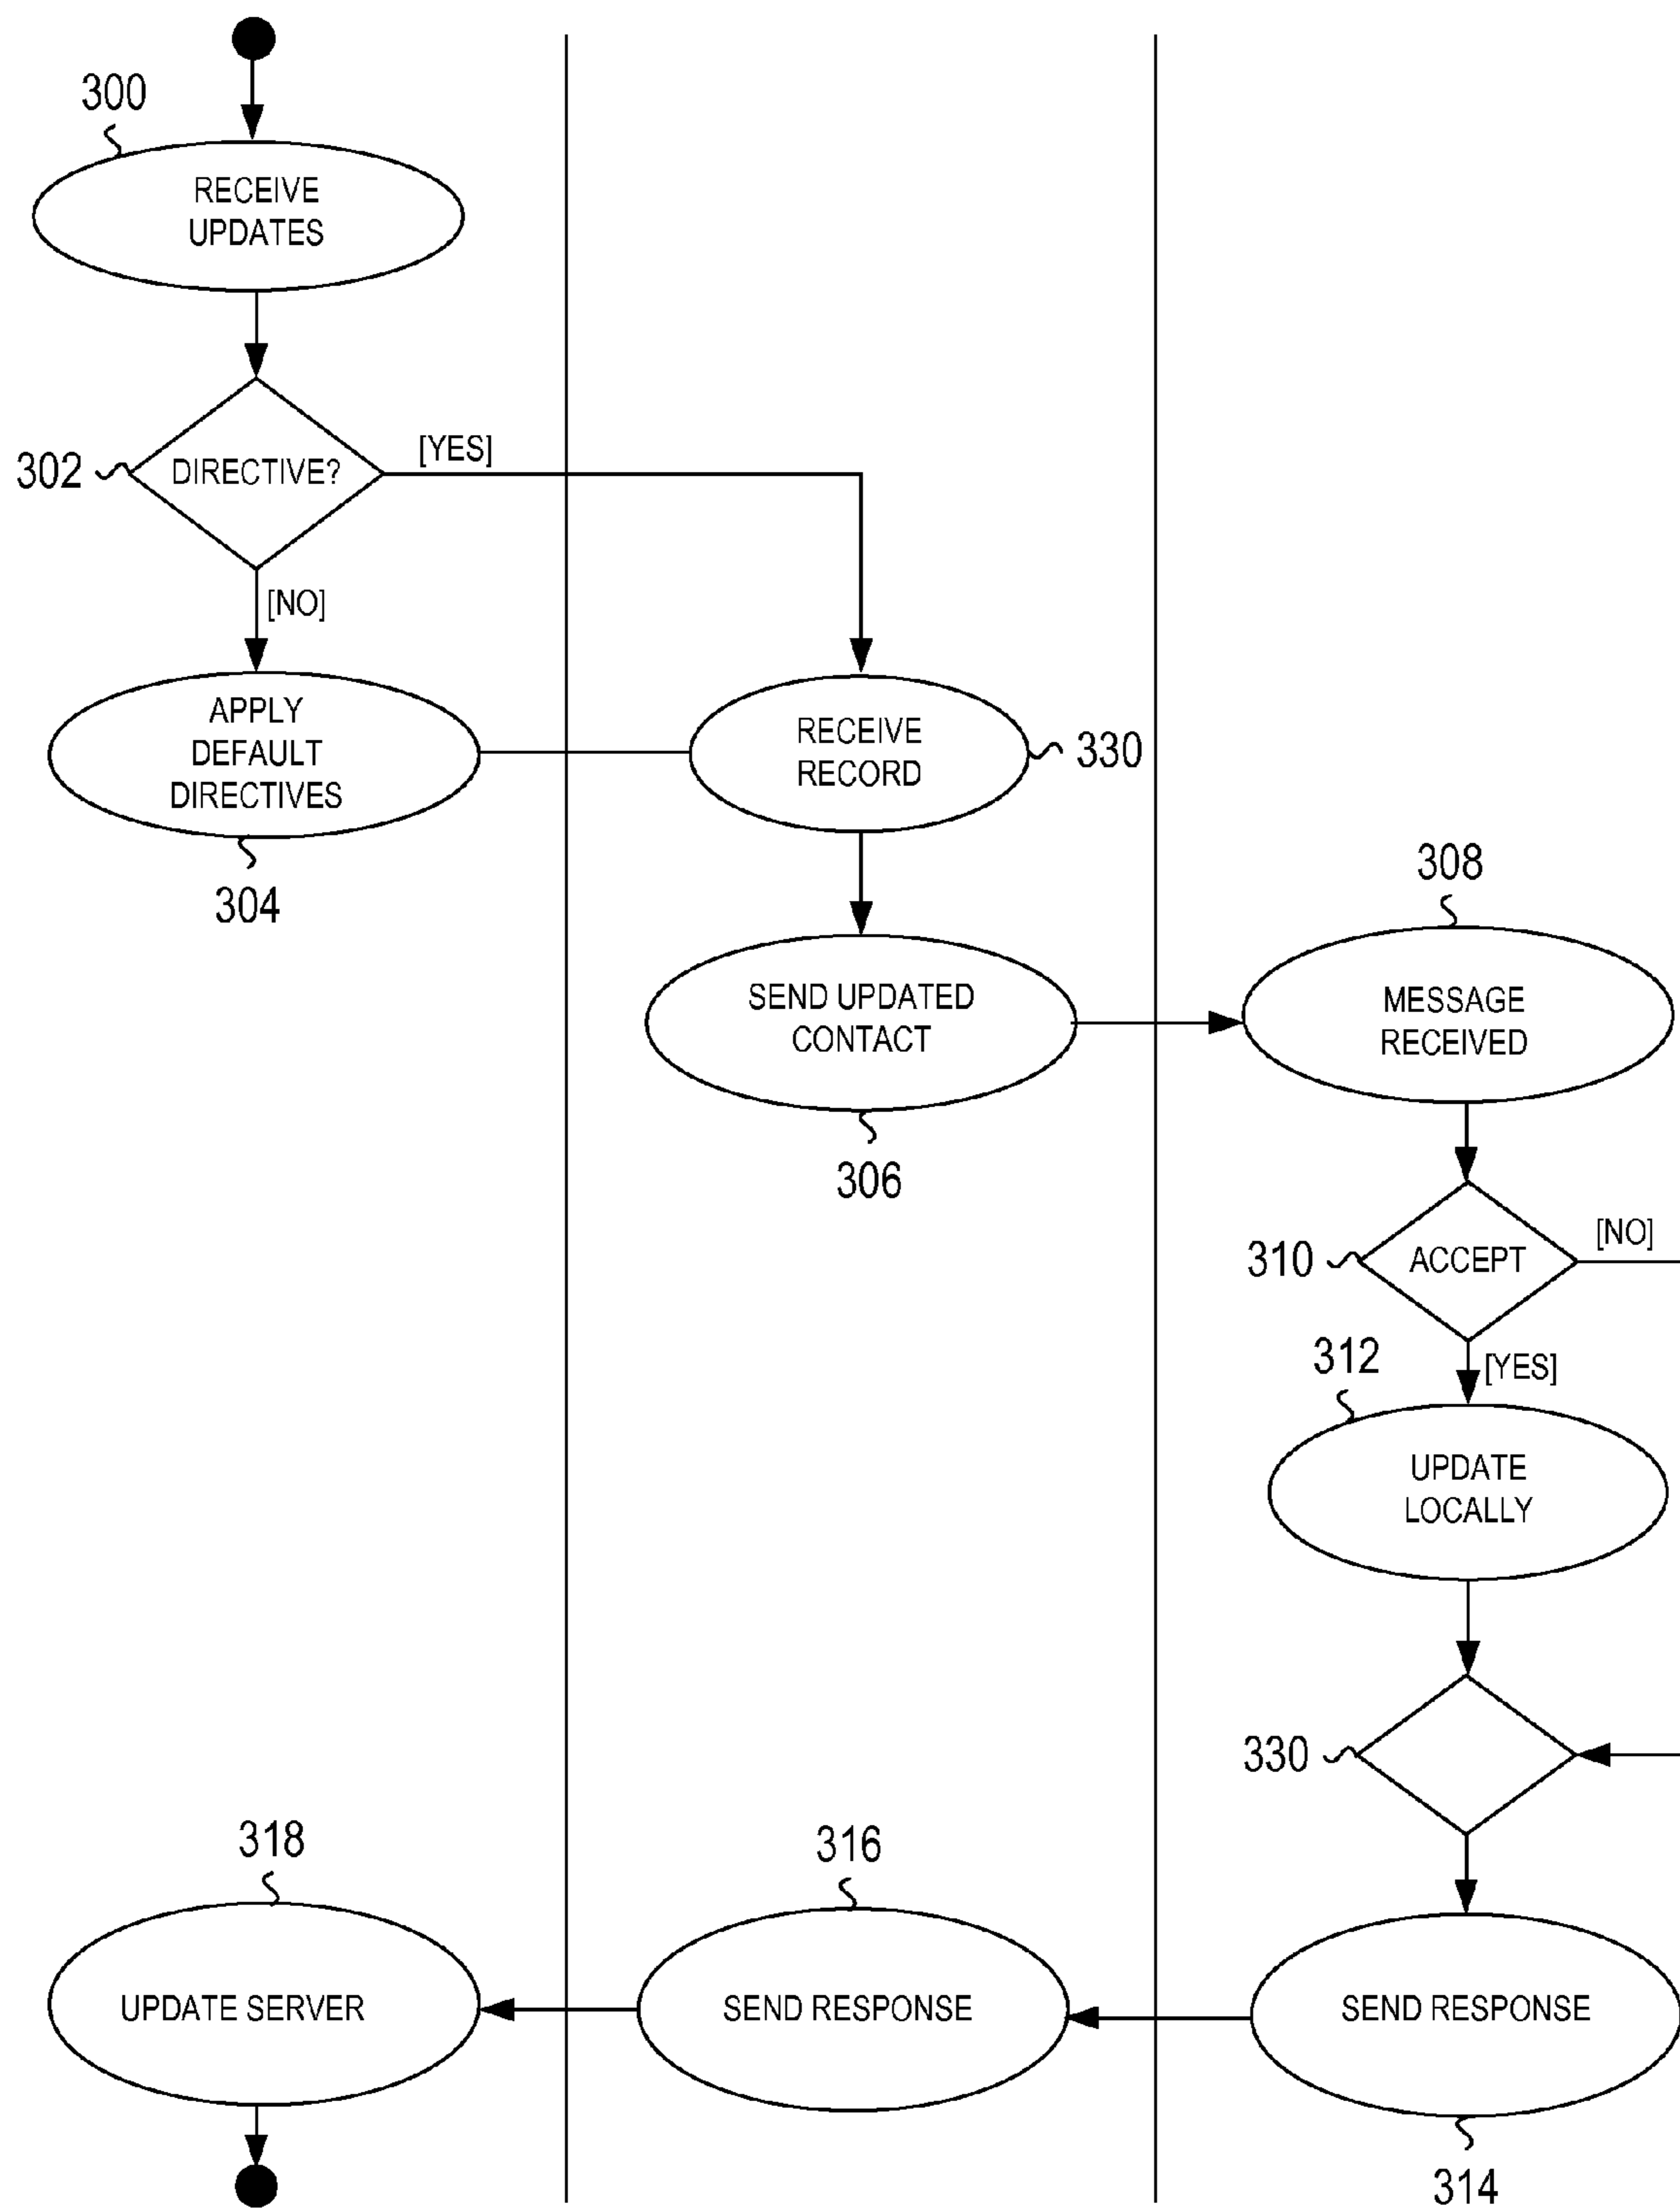 300
RECEIVE
UPDATES
302
DIRECTIVE?
[YES]
[NO]
APPLY
DEFAULT
DIRECTIVES
304
RECEIVE
RECORD
330
SEND UPDATED
CONTACT
306
308
MESSAGE
RECEIVED
310
ACCEPT
[NO]
[YES]
312
UPDATE
LOCALLY
330
318
UPDATE SERVER
316
SEND RESPONSE
SEND RESPONSE
314